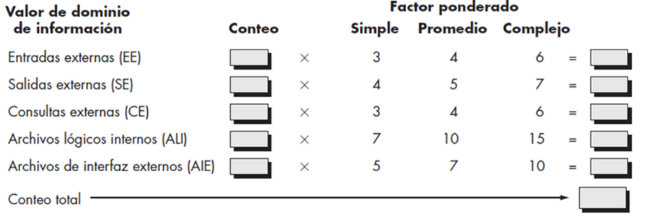 Valor de dominio de información Conteo Factor ponderado
Simple Promedio Complejo
Entradas externas (EE) × 3 4 6 =
Salidas externas (SE) × 4 5 7 =
Consultas externas (CE) × 3 4 6 =
Archivos lógicos internos (ALI) × 7 10 15 =
Archivos de interfaz externos (AIE) × 5 7 10 =
Conteo total